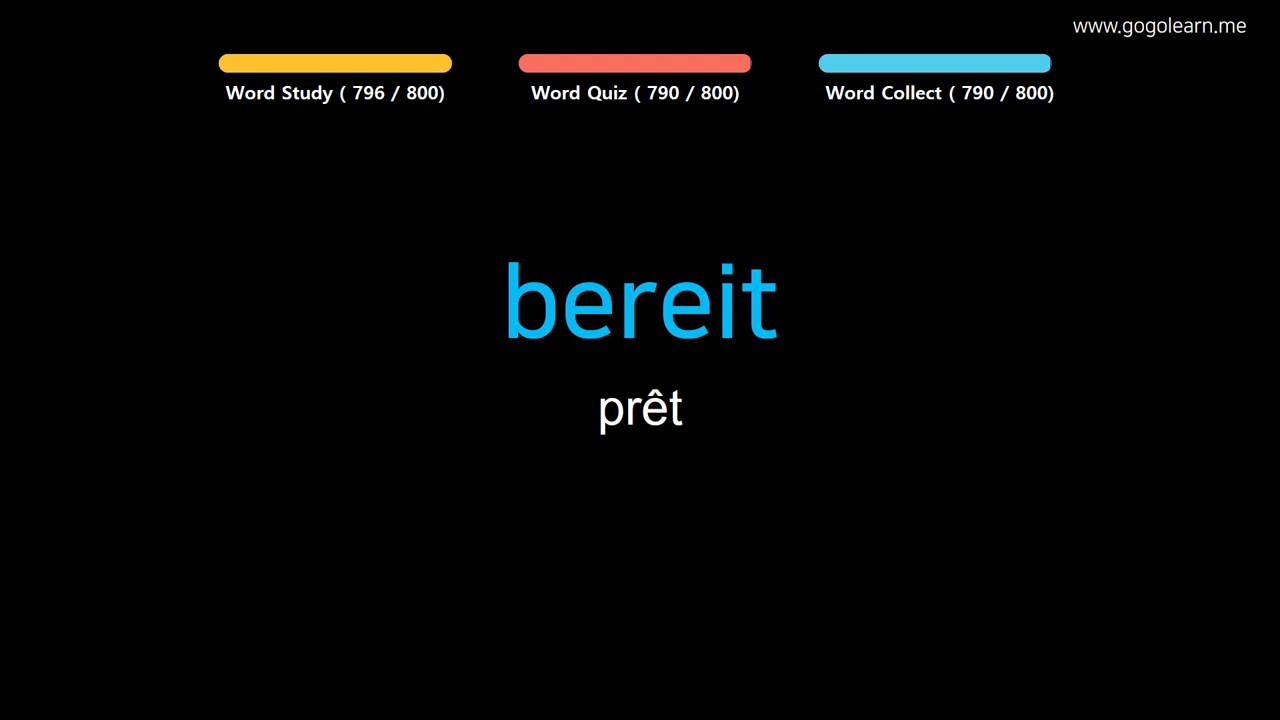 www.gogolearn.me
Word Study ( 796 / 800)
Word Quiz ( 790 / 800)
Word Collect ( 790 / 800)
bereit
prêt